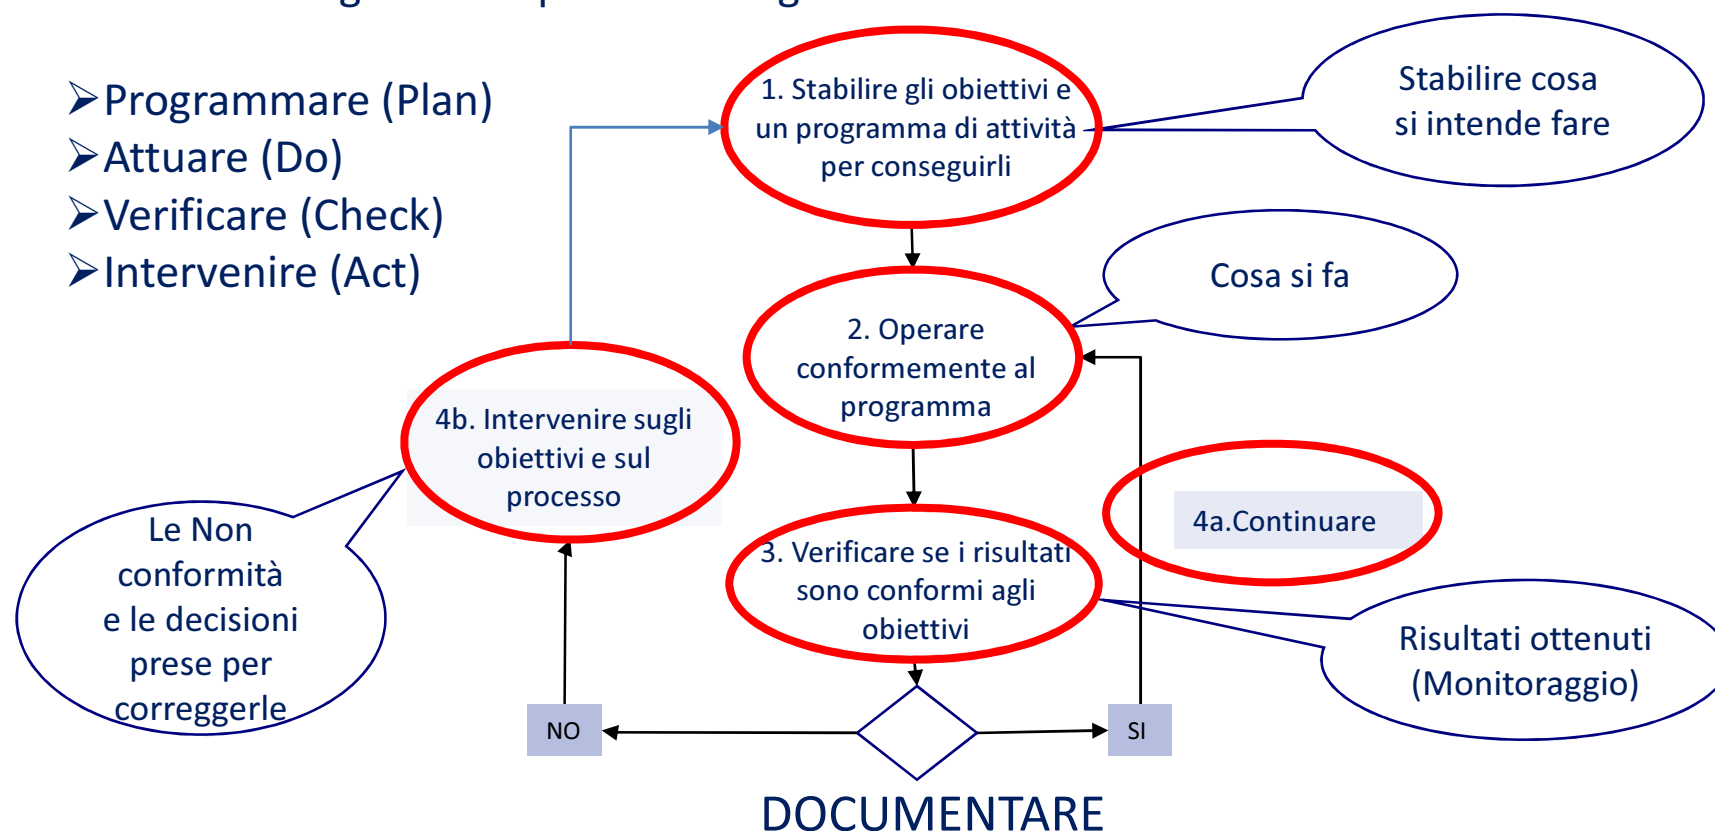 Programmare (Plan)
Attuare (Do)
Verificare (Check)
Intervenire (Act)
1. Stabilire gli obiettivi e
un programma di attività
per conseguirli
Stabilire cosa
si intende fare
2. Operare
conformemente al
programma
Cosa si fa
4b. Intervenire sugli
obiettivi e sul
processo
4a.Continuare
3. Verificare se i risultati
sono conformi agli
obiettivi
Le Non
conformità
e le decisioni
prese per
correggerle
Risultati ottenuti
(Monitoraggio)
NO
SI
DOCUMENTARE